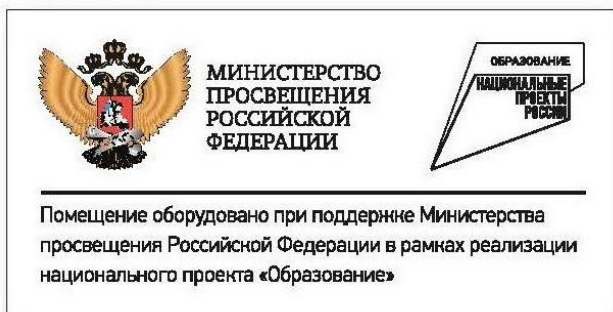 МИНИСТЕРСТВО
ПРОСВЕЩЕНИЯ
РОССИЙСКОЙ
ФЕДЕРАЦИИ
ОБРАЗОВАНИЕ
НАЦИОНАЛЬНЫЕ
ПРОЕКТЫ
РОССИИ
Помещение оборудовано при поддержке Министерства
просвещения Российской Федерации в рамках реализации
национального проекта «Образование»